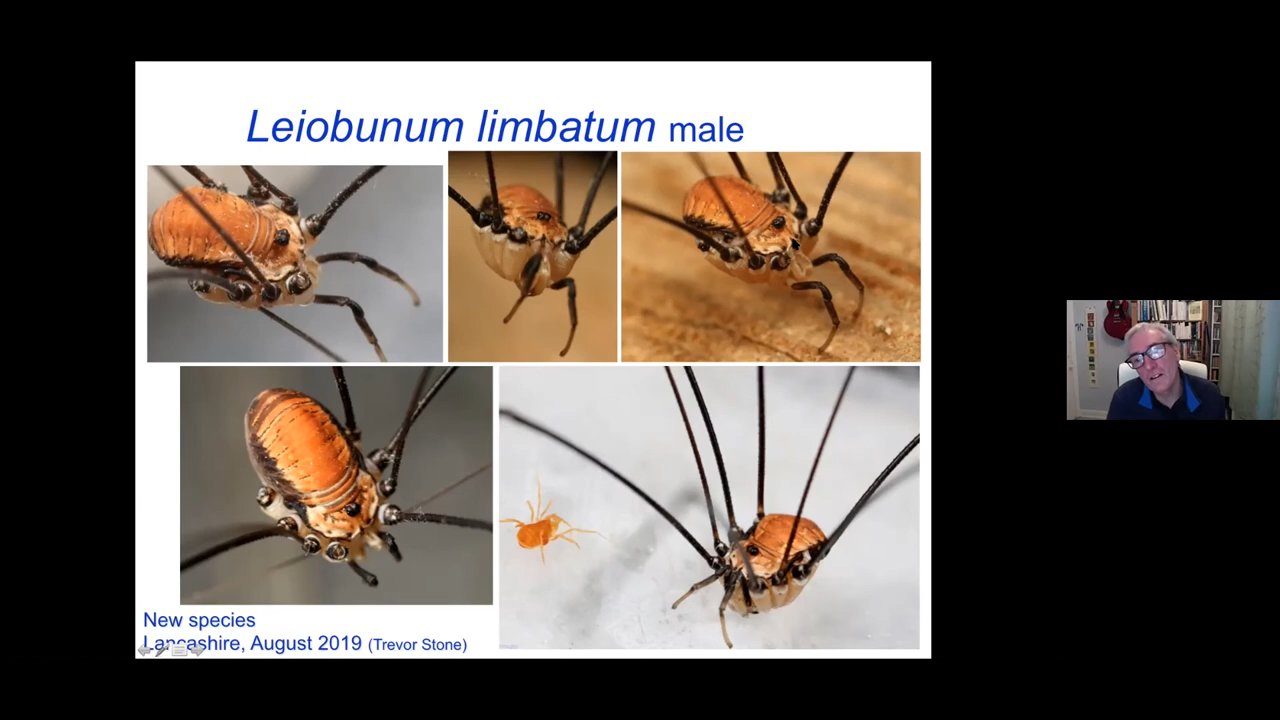 Leiobunum limbatum male
New species
Lancashire, August 2019 (Trevor Stone)